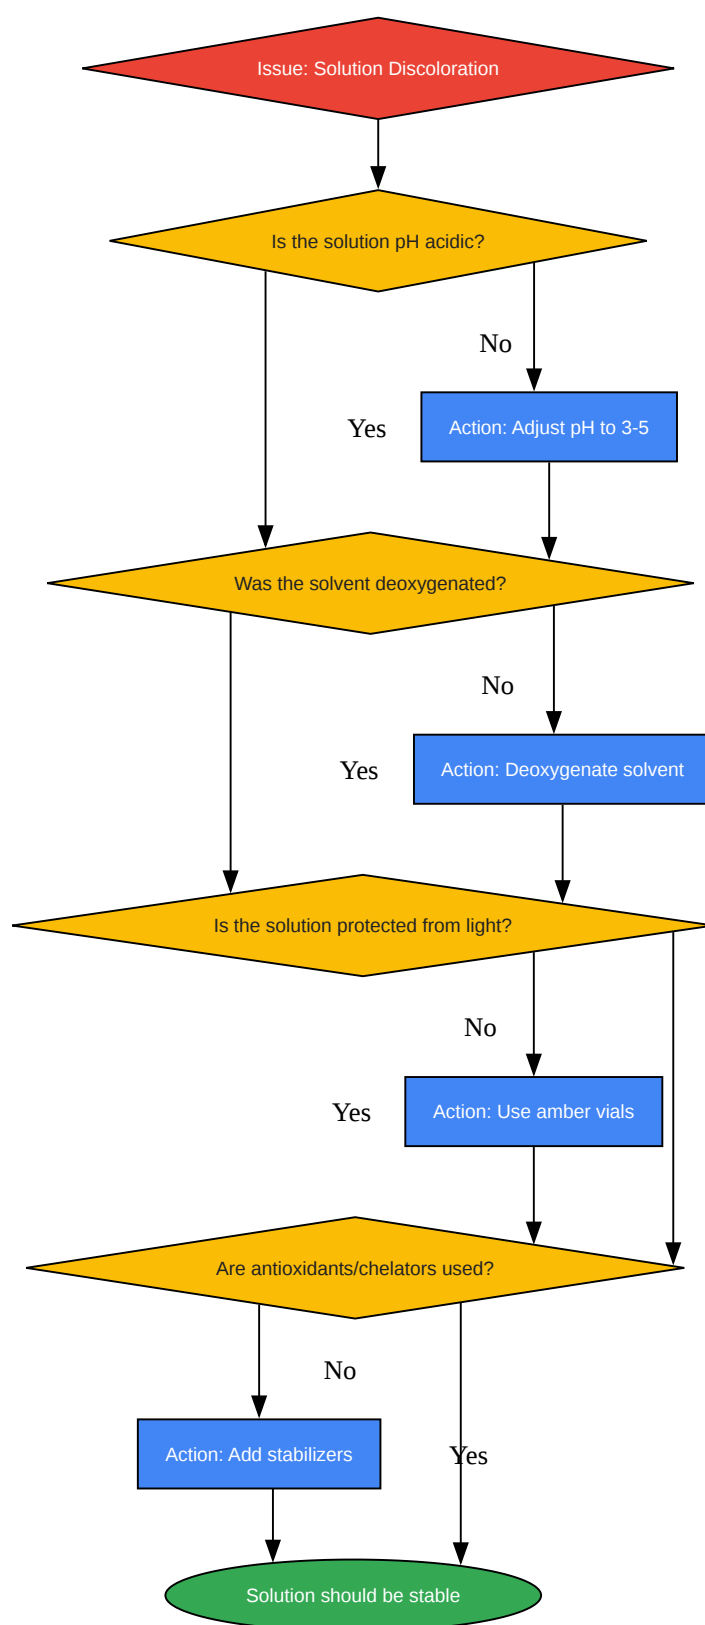 Issue: Solution Discoloration
Is the solution pH acidic?
No
Yes
Action: Adjust pH to 3-5
Was the solvent deoxygenated?
No
Yes
Action: Deoxygenate solvent
Is the solution protected from light?
No
Yes
Action: Use amber vials
Are antioxidants/chelators used?
No
Action: Add stabilizers
Yes
Solution should be stable